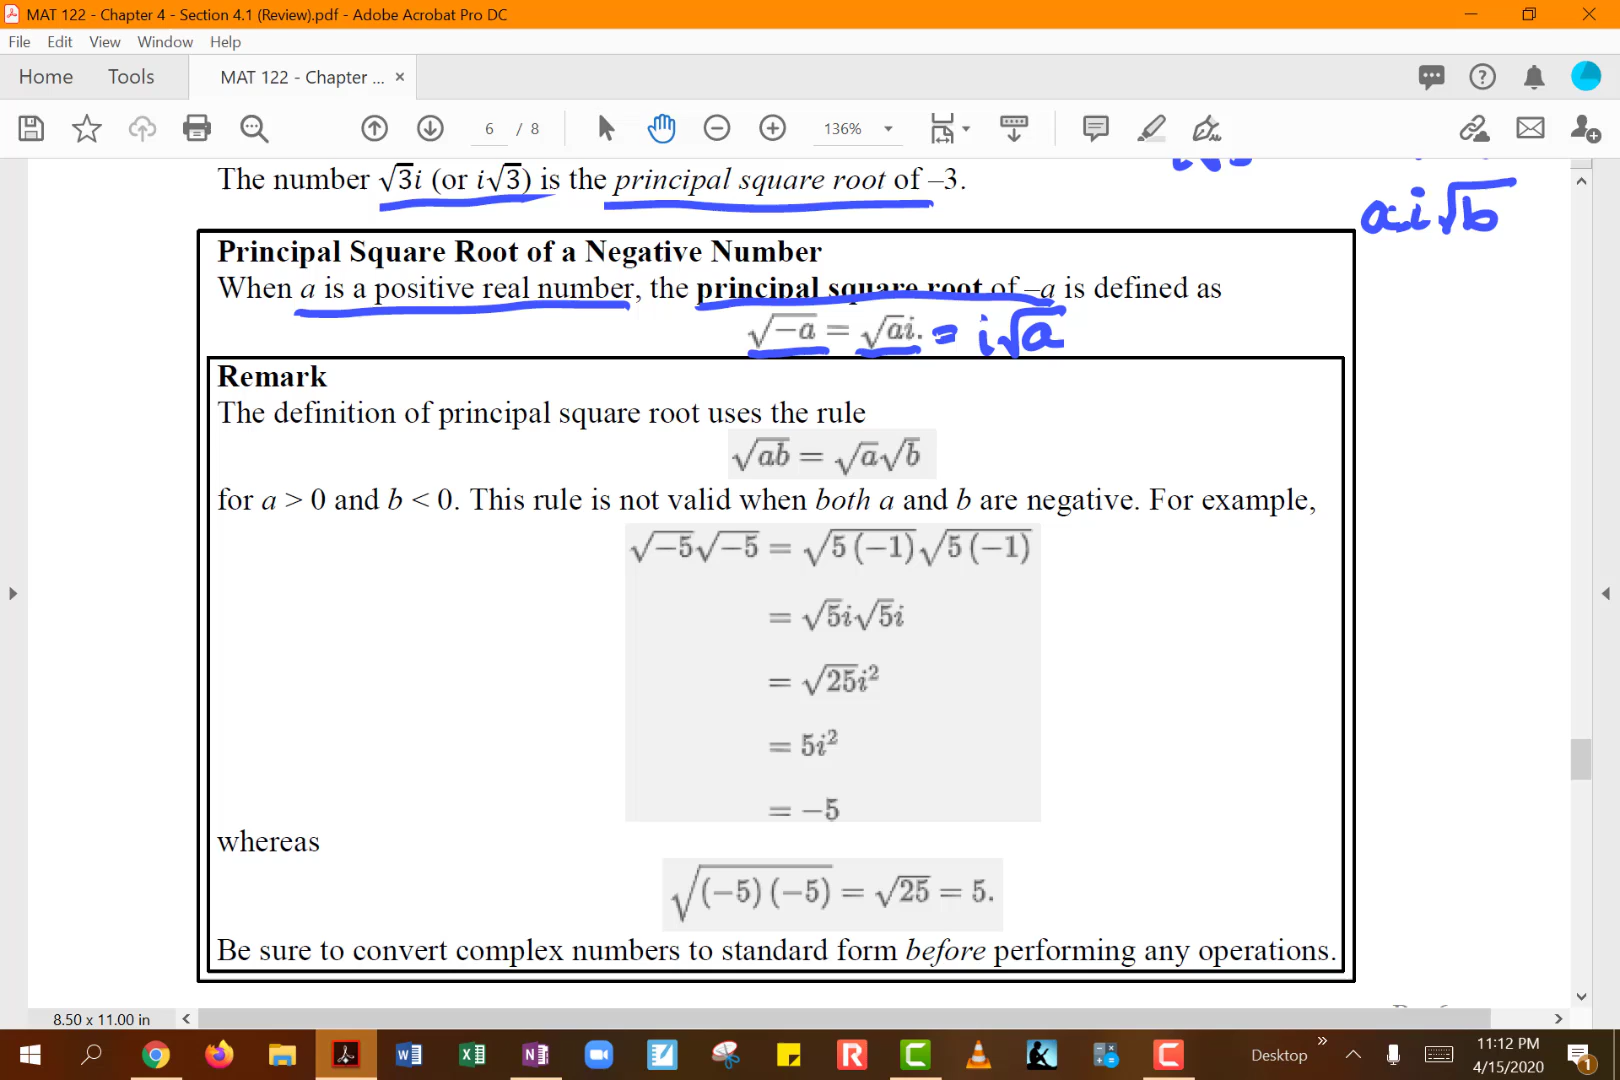 MAT 122 - Chapter 4 - Section 4.1 (Review).pdf - Adobe Acrobat Pro DC
File Edit View Window Help
Home Tools MAT 122 - Chapter ... ×
6 / 8 136%
The number √3i (or i√3) is the principal square root of –3.
ai√b
Principal Square Root of a Negative Number
When a is a positive real number, the principal square root of –a is defined as
√−a = √ai. = i√a
Remark
The definition of principal square root uses the rule
√ab = √a√b
for a > 0 and b < 0. This rule is not valid when both a and b are negative. For example,
√−5√−5 = √5(−1)√5(−1)
= √5i√5i
= √25i²
= 5i²
= −5
whereas
√(−5)(−5) = √25 = 5.
Be sure to convert complex numbers to standard form before performing any operations.
8.50 x 11.00 in
Desktop
11:12 PM
4/15/2020
1